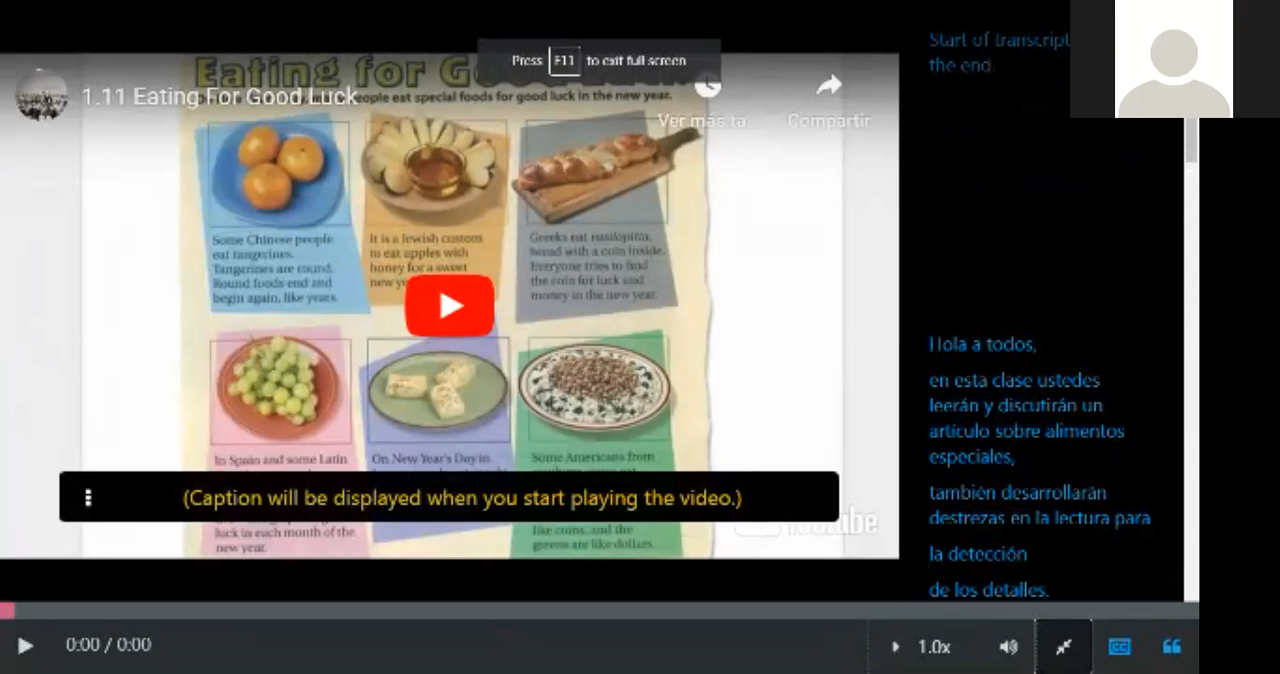 Press F11 to exit full screen
Start of transcript
the end.
Eating for G
1.11 Eating For Good Luck
eople eat special foods for good luck in the new year.
Ver más ta
Compartir
Some Chinese people
eat tangerines.
Tangerines are round.
Round foods end and
begin again, like years.
It is a Jewish custom
to eat apples with
honey for a sweet
new
Greeks eat vasilopitta,
bread with a coin inside.
Everyone tries to find
the coin for luck and
money in the new year.
In Spain and some Latin
luck in each month of the
new year.
On New Year's Day in
Some Americans from
like coins, and the
greens are like dollars.
(Caption will be displayed when you start playing the video.)
Hola a todos,
en esta clase ustedes
leerán y discutirán un
artículo sobre alimentos
especiales,
también desarrollarán
destrezas en la lectura para
la detección
de los detalles.
0:00 / 0:00
1.0x
CC